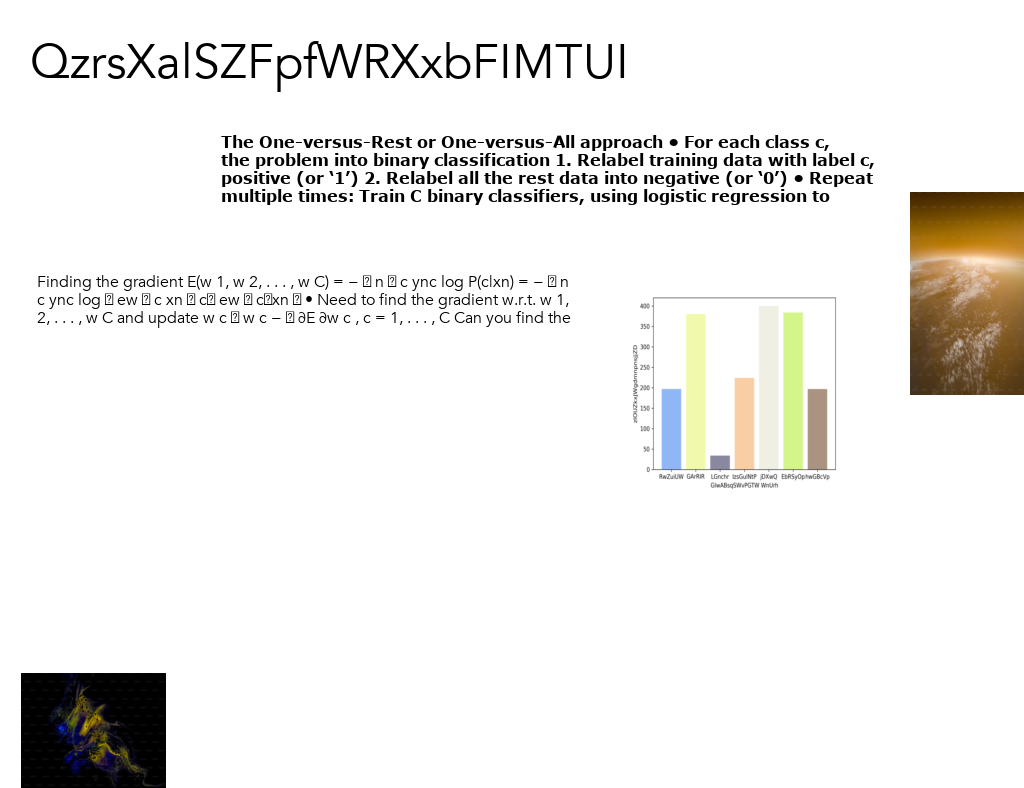 QzrsXalSZFpfWRXxbFIMTUI
The One-versus-Rest or One-versus-All approach • For each class c,
the problem into binary classification 1. Relabel training data with label c,
positive (or ‘1’) 2. Relabel all the rest data into negative (or ‘0’) • Repeat
multiple times: Train C binary classifiers, using logistic regression to
Finding the gradient E(w 1, w 2, . . . , w C) = − n c ync log P(c|xn) = − n
c ync log ew c xn c ew c xn • Need to find the gradient w.r.t. w 1,
2, . . . , w C and update w c w c − ∂E ∂w c , c = 1, . . . , C Can you find the
400
350
300
250
200
150
100
50
0
RwZuiUW GArRIR LGnchr IzsGulNtP jDXwQ EbRSyOphwGBcVp
GlwABsqSWvPGTW WnUrh